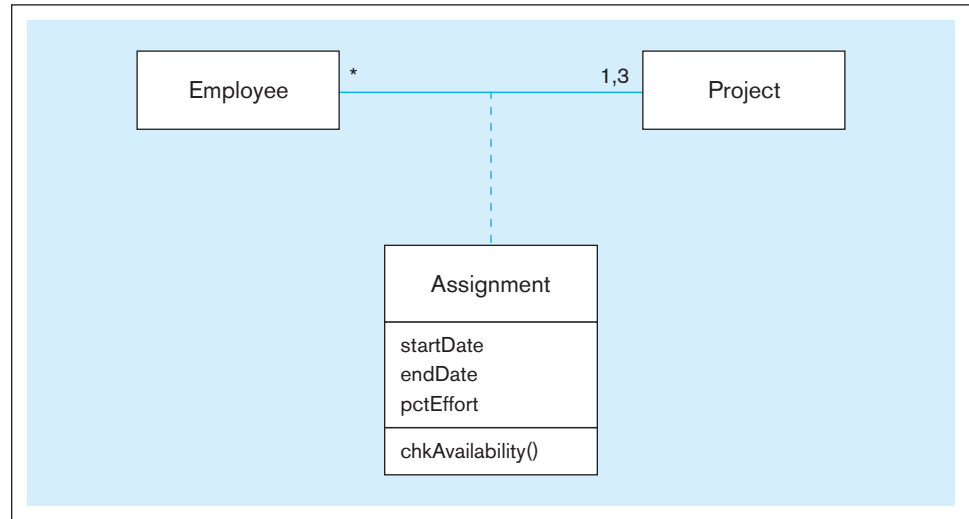 Employee
*
1,3
Project
Assignment
startDate
endDate
pctEffort
chkAvailability()